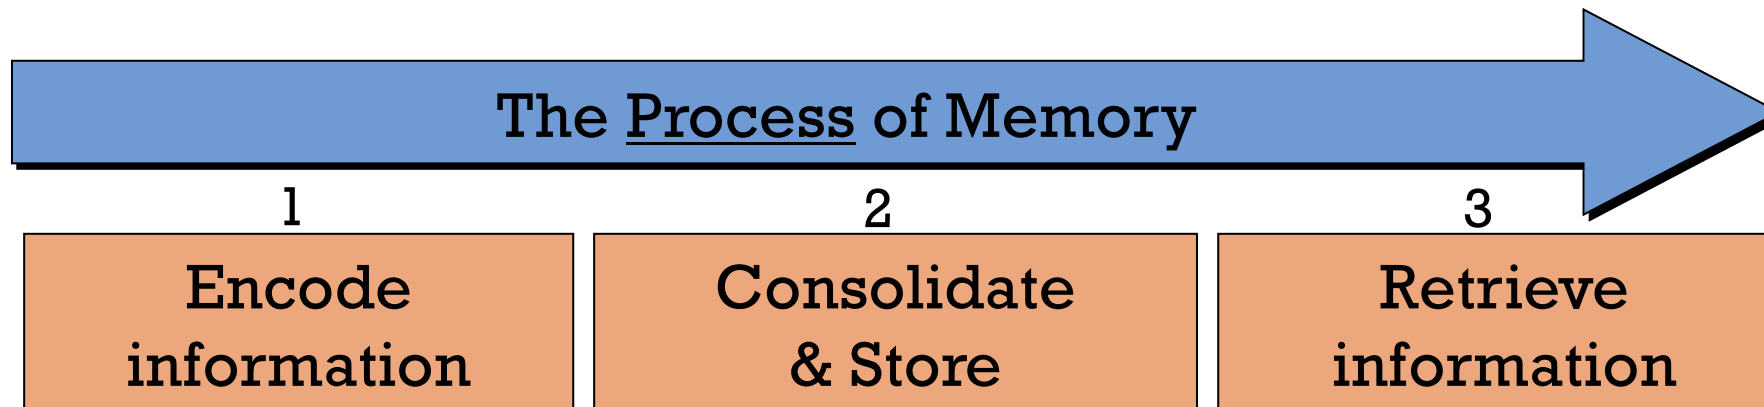 The Process of Memory
1 2 3
Encode Consolidate Retrieve
information & Store information